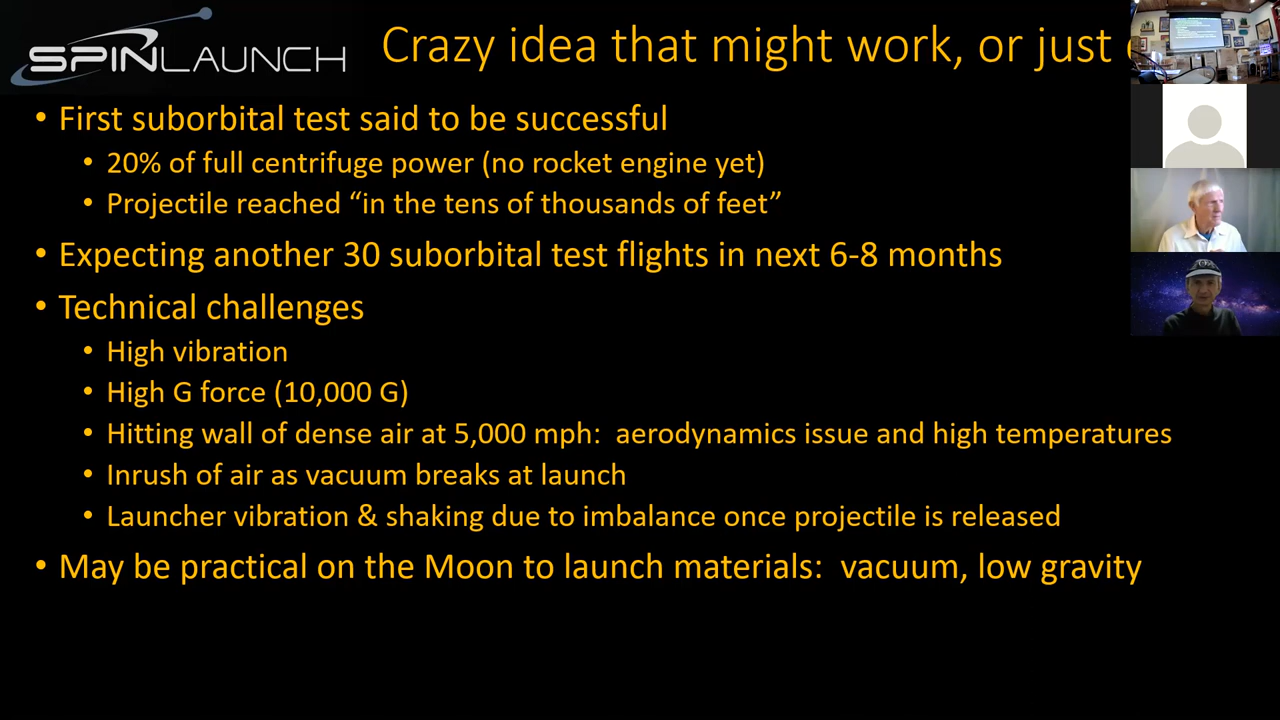 SPINLAUNCH
Crazy idea that might work, or just
• First suborbital test said to be successful
• 20% of full centrifuge power (no rocket engine yet)
• Projectile reached “in the tens of thousands of feet”
• Expecting another 30 suborbital test flights in next 6-8 months
• Technical challenges
• High vibration
• High G force (10,000 G)
• Hitting wall of dense air at 5,000 mph:  aerodynamics issue and high temperatures
• Inrush of air as vacuum breaks at launch
• Launcher vibration & shaking due to imbalance once projectile is released
• May be practical on the Moon to launch materials:  vacuum, low gravity